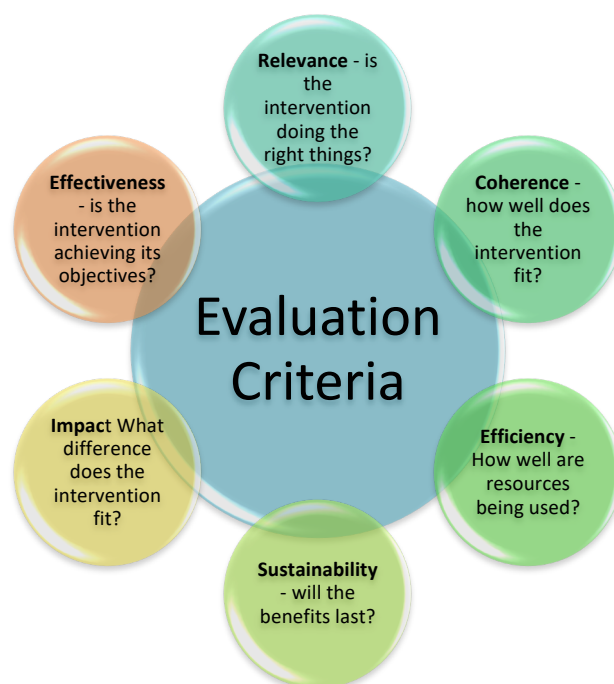 Relevance - is
the
intervention
doing the
right things?
Coherence -
how well does
the
intervention
fit?
Efficiency -
How well are
resources
being used?
Sustainability
- will the
benefits last?
Impact What
difference
does the
intervention
fit?
Effectiveness
- is the
intervention
achieving its
objectives?
Evaluation
Criteria